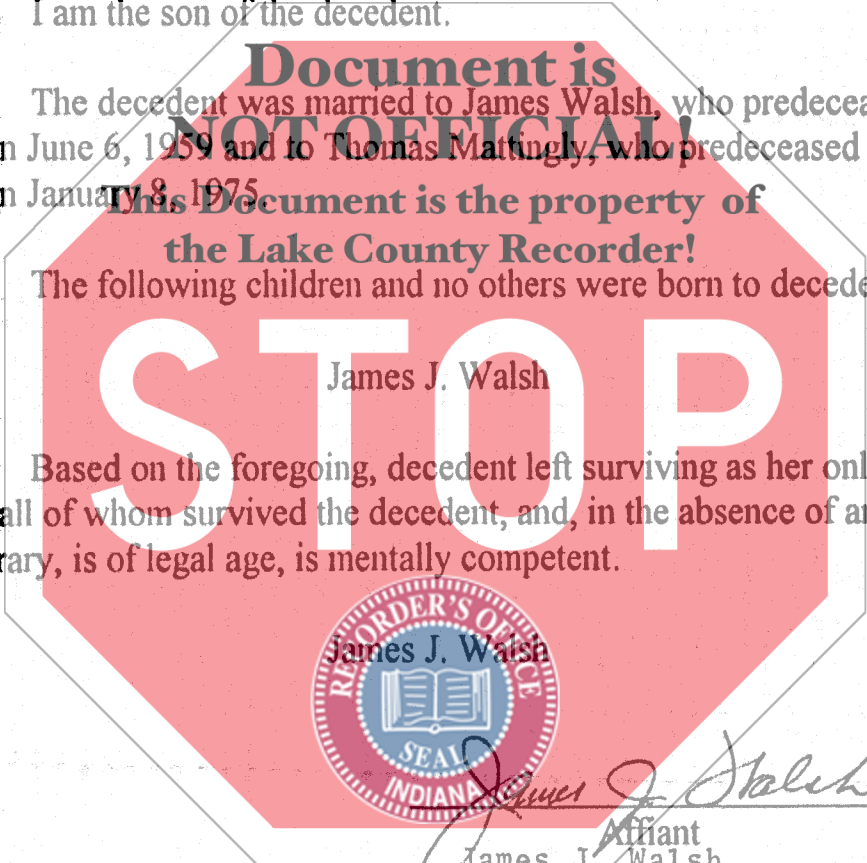 I am the son of the decedent.
Document is
The decedent was married to James Walsh, who predecea
NOT OFFICIAL!
n June 6, 1959 and to Thomas Mattingly, who predeceased
n January 8, 1975.
This Document is the property of
the Lake County Recorder!
The following children and no others were born to decede
STOP
James J. Walsh
Based on the foregoing, decedent left surviving as her onl
all of whom survived the decedent, and, in the absence of a
rary, is of legal age, is mentally competent.
RECORDER'S OFFICE
James J. Walsh
SEAL
INDIANA
James J. Walsh
Affiant
James J. Walsh